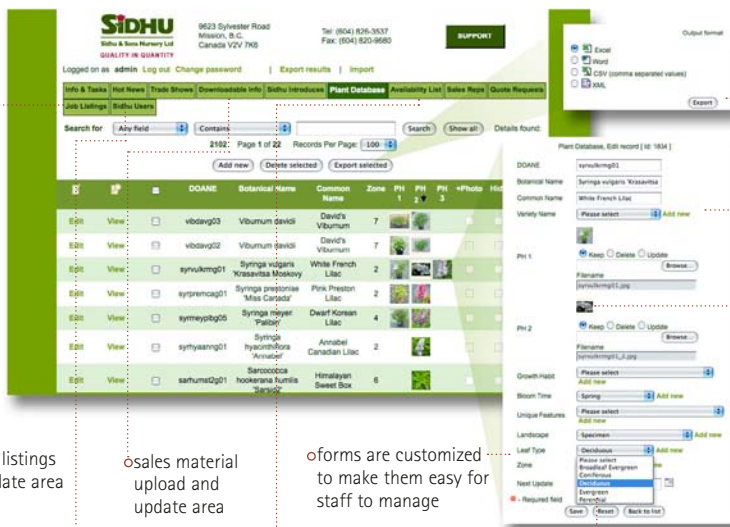 SiDHU
Sidhu & Sons Nursery Ltd
QUALITY IN QUANTITY
9623 Sylvester Road
Mission, B.C.
Canada V2V 7K6
Tel: (604) 826-3537
Fax: (604) 820-9580
SUPPORT
Logged on as admin Log out Change password | Export results | Import
Info & Tasks Hot News Trade Shows Downloadable Info Sidhu Introduces Plant Database Availability List Sales Reps Quote Requests
Job Listings Sidhu Users
Search for Any field Contains Search Show all Details found:
2102 Page 1 of 22 Records Per Page: 100
Add new Delete selected Export selected
DOANE Botanical Name Common Name Zone PH 1 PH 2 PH 3 +Photo Hid
Edit View vibdavg03 Viburnum davidii David's Viburnum 7
Edit View vibdavg02 Viburnum davidii David's Viburnum 7
Edit View syrvulkrmg01 Syringa vulgaris 'Krasavitsa Moskovy White French Lilac 2
Edit View syrpremcag01 Syringa prestoniae 'Miss Canada' Pink Preston Lilac 2
Edit View syrmeyplbg05 Syringa meyer 'Palibin' Dwarf Korean Lilac 4
Edit View syrhyaanng01 Syringa hyacinthiflora 'Annabel' Annabel Canadian Lilac 2
Edit View sarhumst2g01 Sarcococca hookerana humilis 'Sarsid2' Himalayan Sweet Box 6
Output format
Excel
Word
CSV (comma separated values)
XML
Export
Plant Database, Edit record [ Id: 1834 ]
DOANE syrvulkrmg01
Botanical Name Syringa vulgaris 'Krasavitsa
Common Name White French Lilac
Variety Name Please select Add new
PH 1 Keep Delete Update
Browse...
Filename
syrvulkrmg01.jpg
PH 2 Keep Delete Update
Browse...
Filename
syrvulkrmg01_2.jpg
Growth Habit Please select
Add new
Bloom Time Spring Add new
Unique Features Please select
Add new
Landscape Specimen Add new
Leaf Type Deciduous Add new
Please select
Broadleaf Evergreen
Coniferous
Deciduous
Evergreen
Perennial
Zone
Next Update
- Required field
Save Reset Back to list
listings
late area
sales material
upload and
update area
forms are customized
to make them easy for
staff to manage